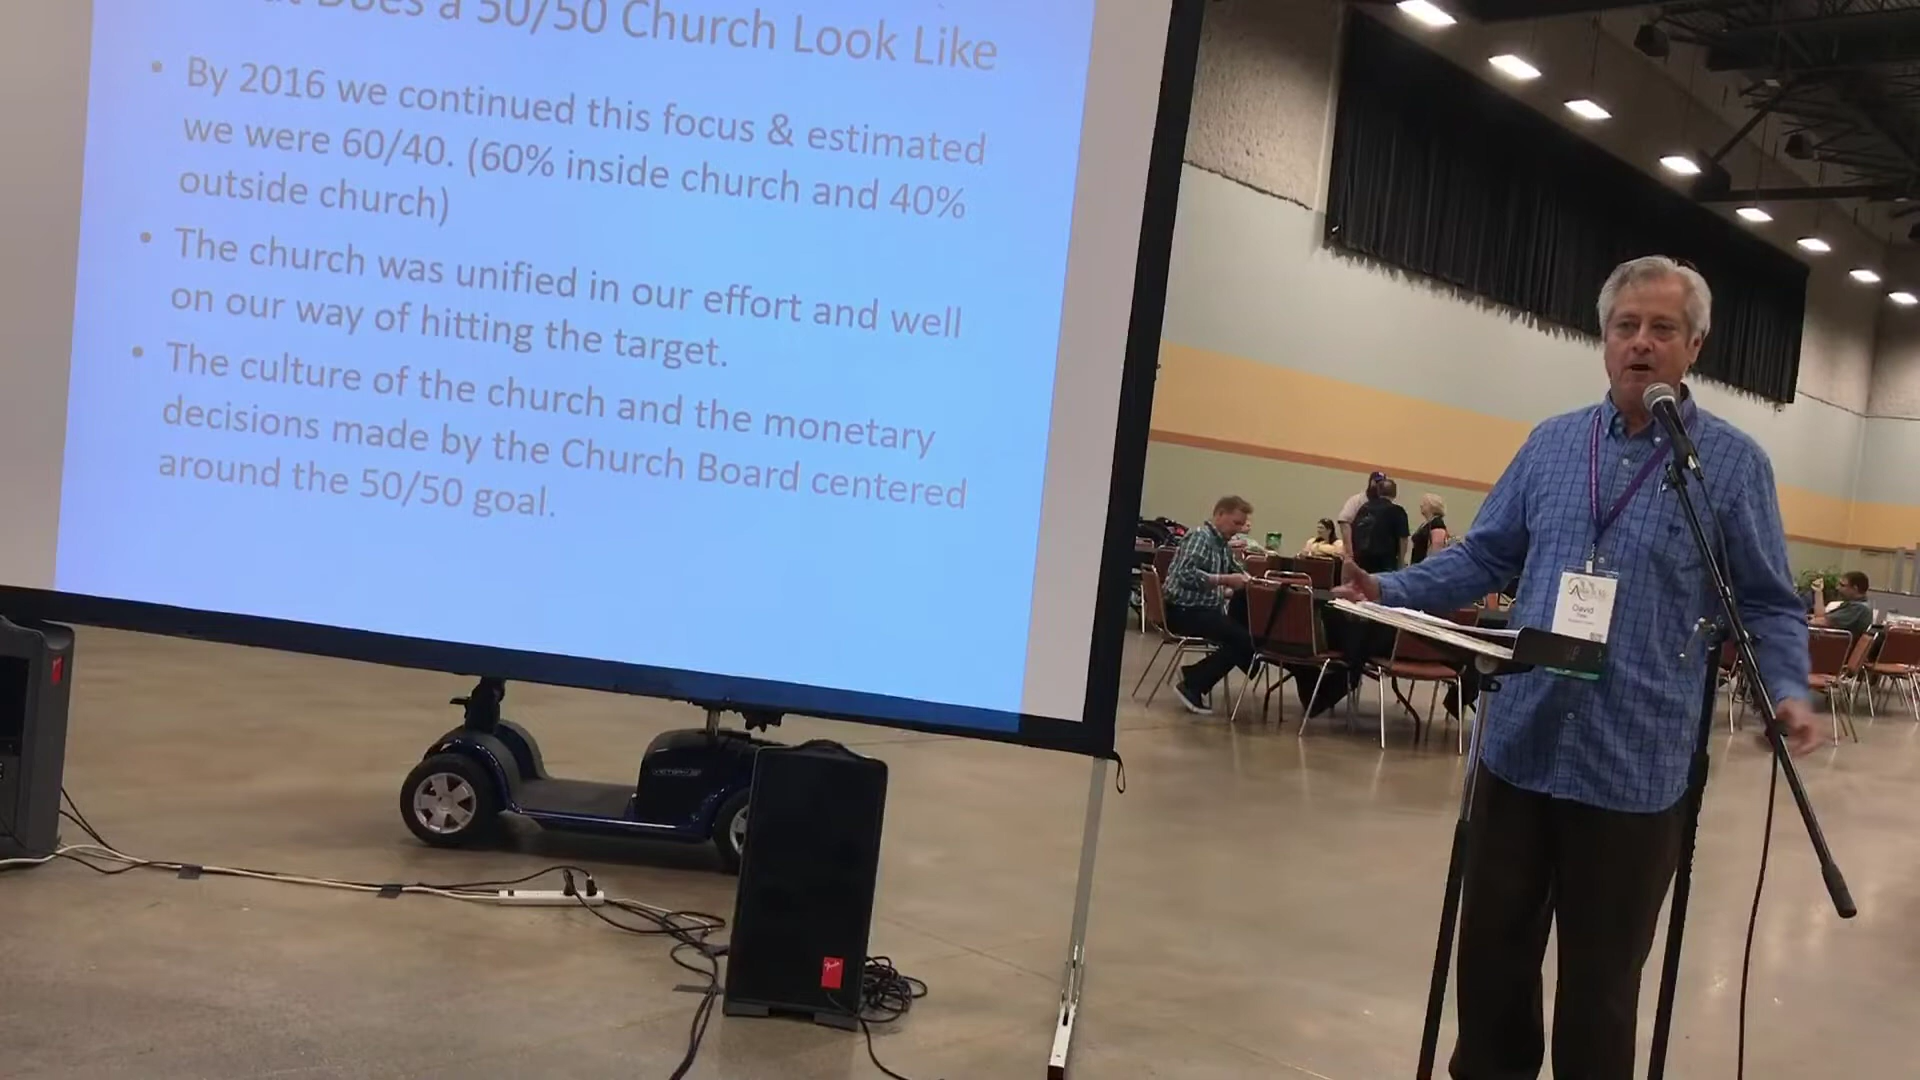 Does a 50/50 Church Look Like
• By 2016 we continued this focus & estimated
we were 60/40. (60% inside church and 40%
outside church)
• The church was unified in our effort and well
on our way of hitting the target.
• The culture of the church and the monetary
decisions made by the Church Board centered
around the 50/50 goal.
David
Fender